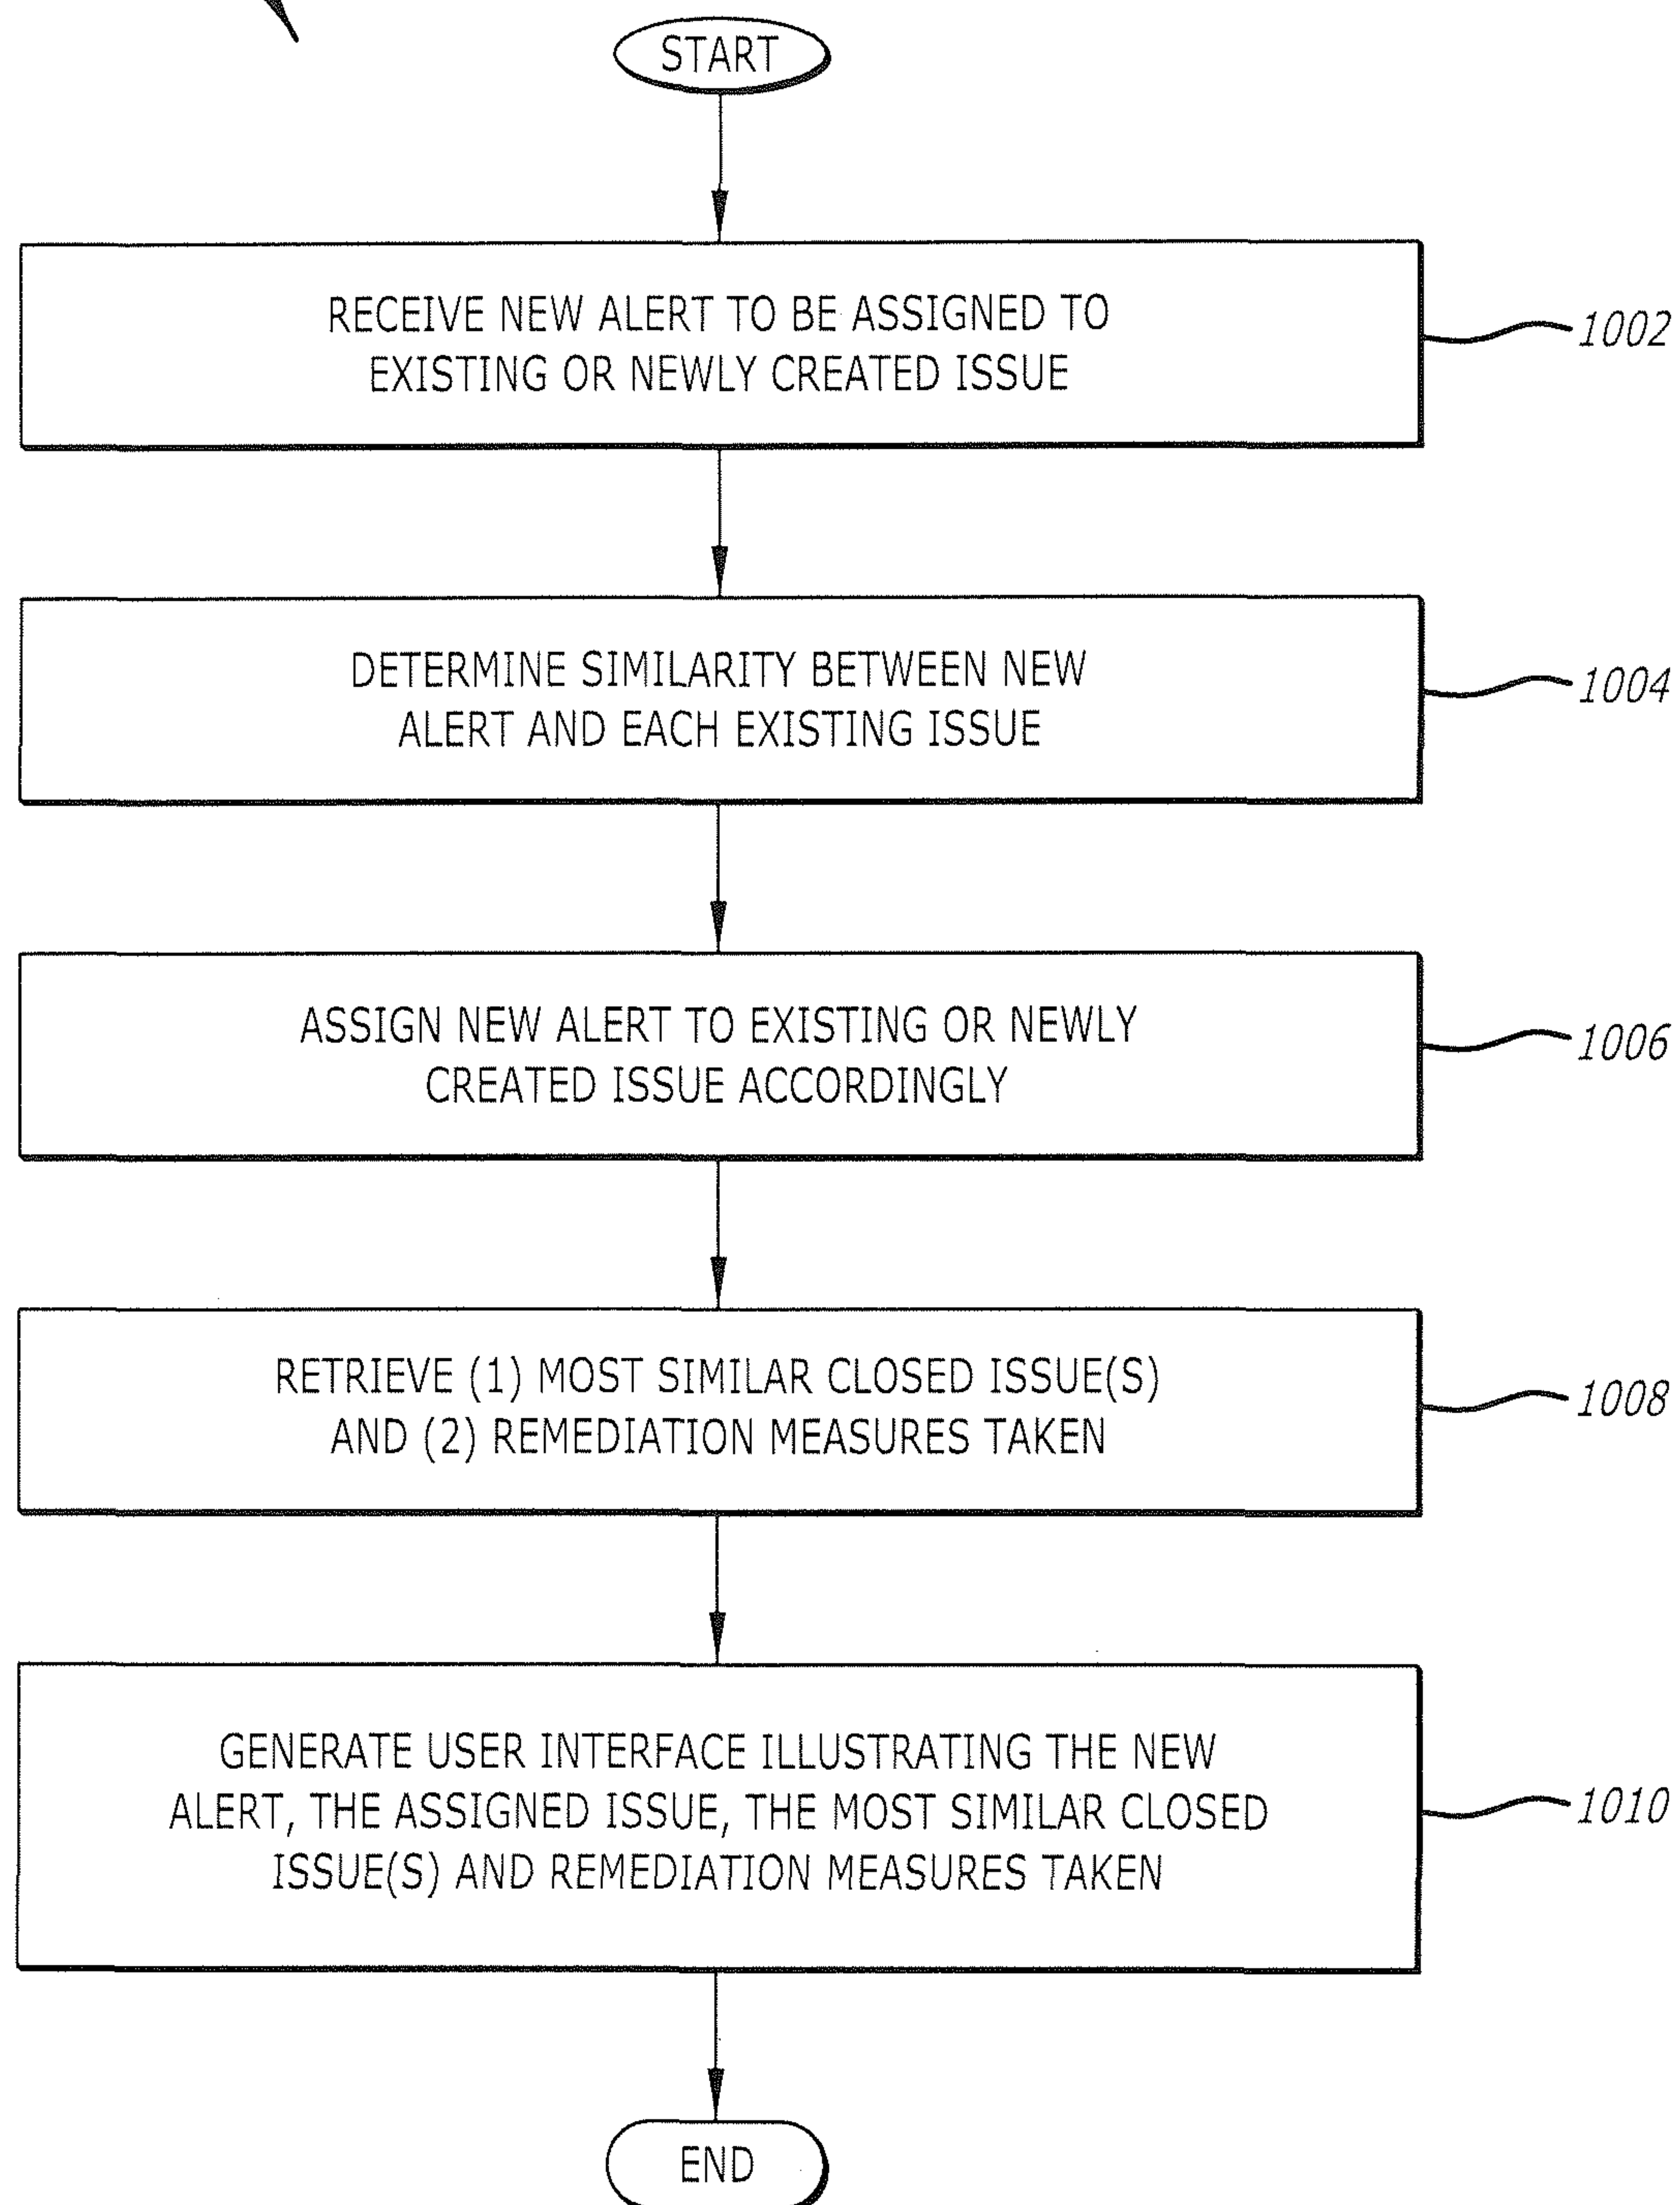 START
RECEIVE NEW ALERT TO BE ASSIGNED TO
EXISTING OR NEWLY CREATED ISSUE
1002
DETERMINE SIMILARITY BETWEEN NEW
ALERT AND EACH EXISTING ISSUE
1004
ASSIGN NEW ALERT TO EXISTING OR NEWLY
CREATED ISSUE ACCORDINGLY
1006
RETRIEVE (1) MOST SIMILAR CLOSED ISSUE(S)
AND (2) REMEDIATION MEASURES TAKEN
1008
GENERATE USER INTERFACE ILLUSTRATING THE NEW
ALERT, THE ASSIGNED ISSUE, THE MOST SIMILAR CLOSED
ISSUE(S) AND REMEDIATION MEASURES TAKEN
1010
END